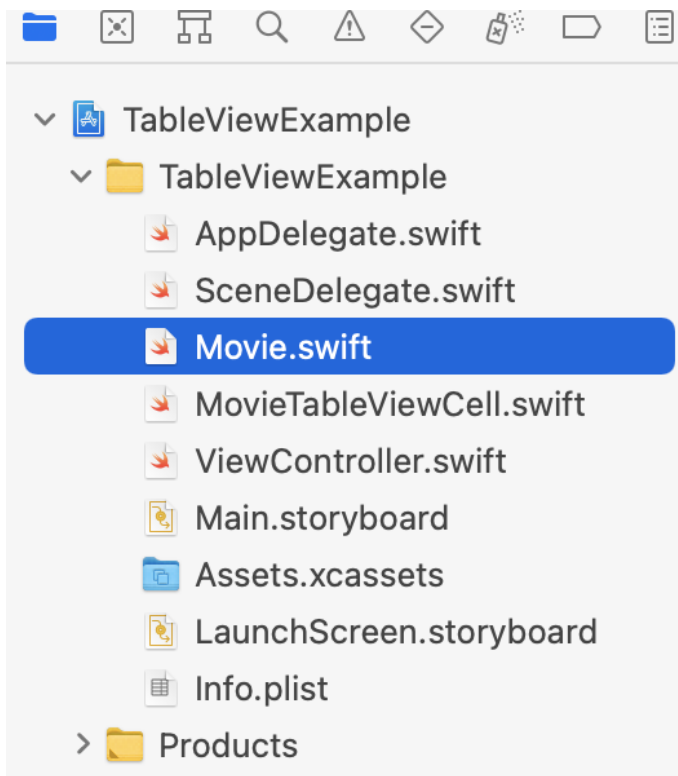 TableViewExample
TableViewExample
AppDelegate.swift
SceneDelegate.swift
Movie.swift
MovieTableViewCell.swift
ViewController.swift
Main.storyboard
Assets.xcassets
LaunchScreen.storyboard
Info.plist
Products